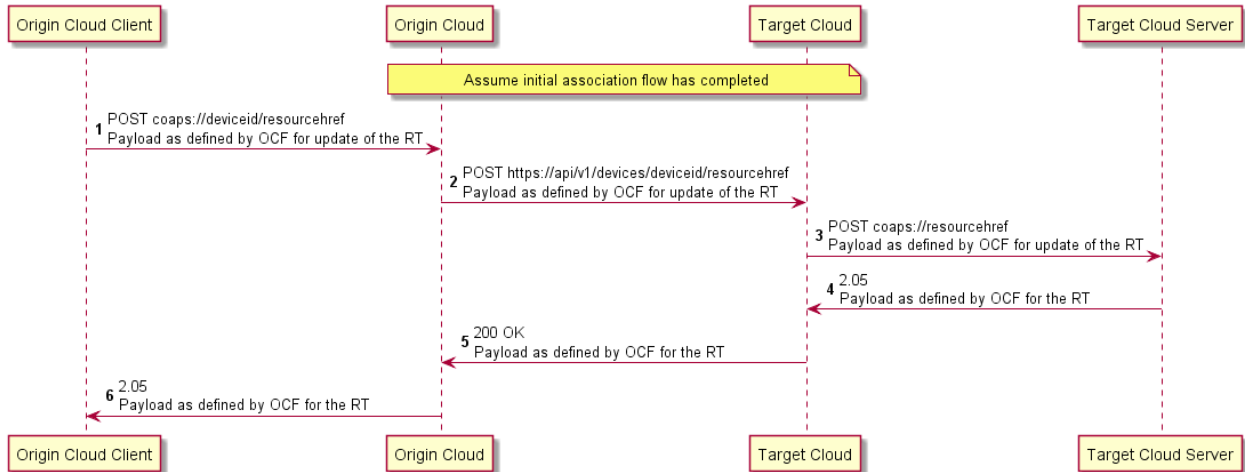 Origin Cloud Client
Origin Cloud
Target Cloud
Target Cloud Server
Assume initial association flow has completed
1
POST coaps://deviceid/resourcehref
Payload as defined by OCF for update of the RT
2
POST https://api/v1/devices/deviceid/resourcehref
Payload as defined by OCF for update of the RT
3
POST coaps://resourcehref
Payload as defined by OCF for update of the RT
4
2.05
Payload as defined by OCF for the RT
5
200 OK
Payload as defined by OCF for the RT
6
2.05
Payload as defined by OCF for the RT
Origin Cloud Client
Origin Cloud
Target Cloud
Target Cloud Server